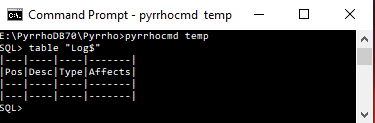 Command Prompt - pyrrhocmd temp
E:\PyrrhoDB70\Pyrrho>pyrrhocmd temp
SQL> table "Log$"
|---|----|----|-------|
|Pos|Desc|Type|Affects|
|---|----|----|-------|
|---|----|----|-------|
SQL>